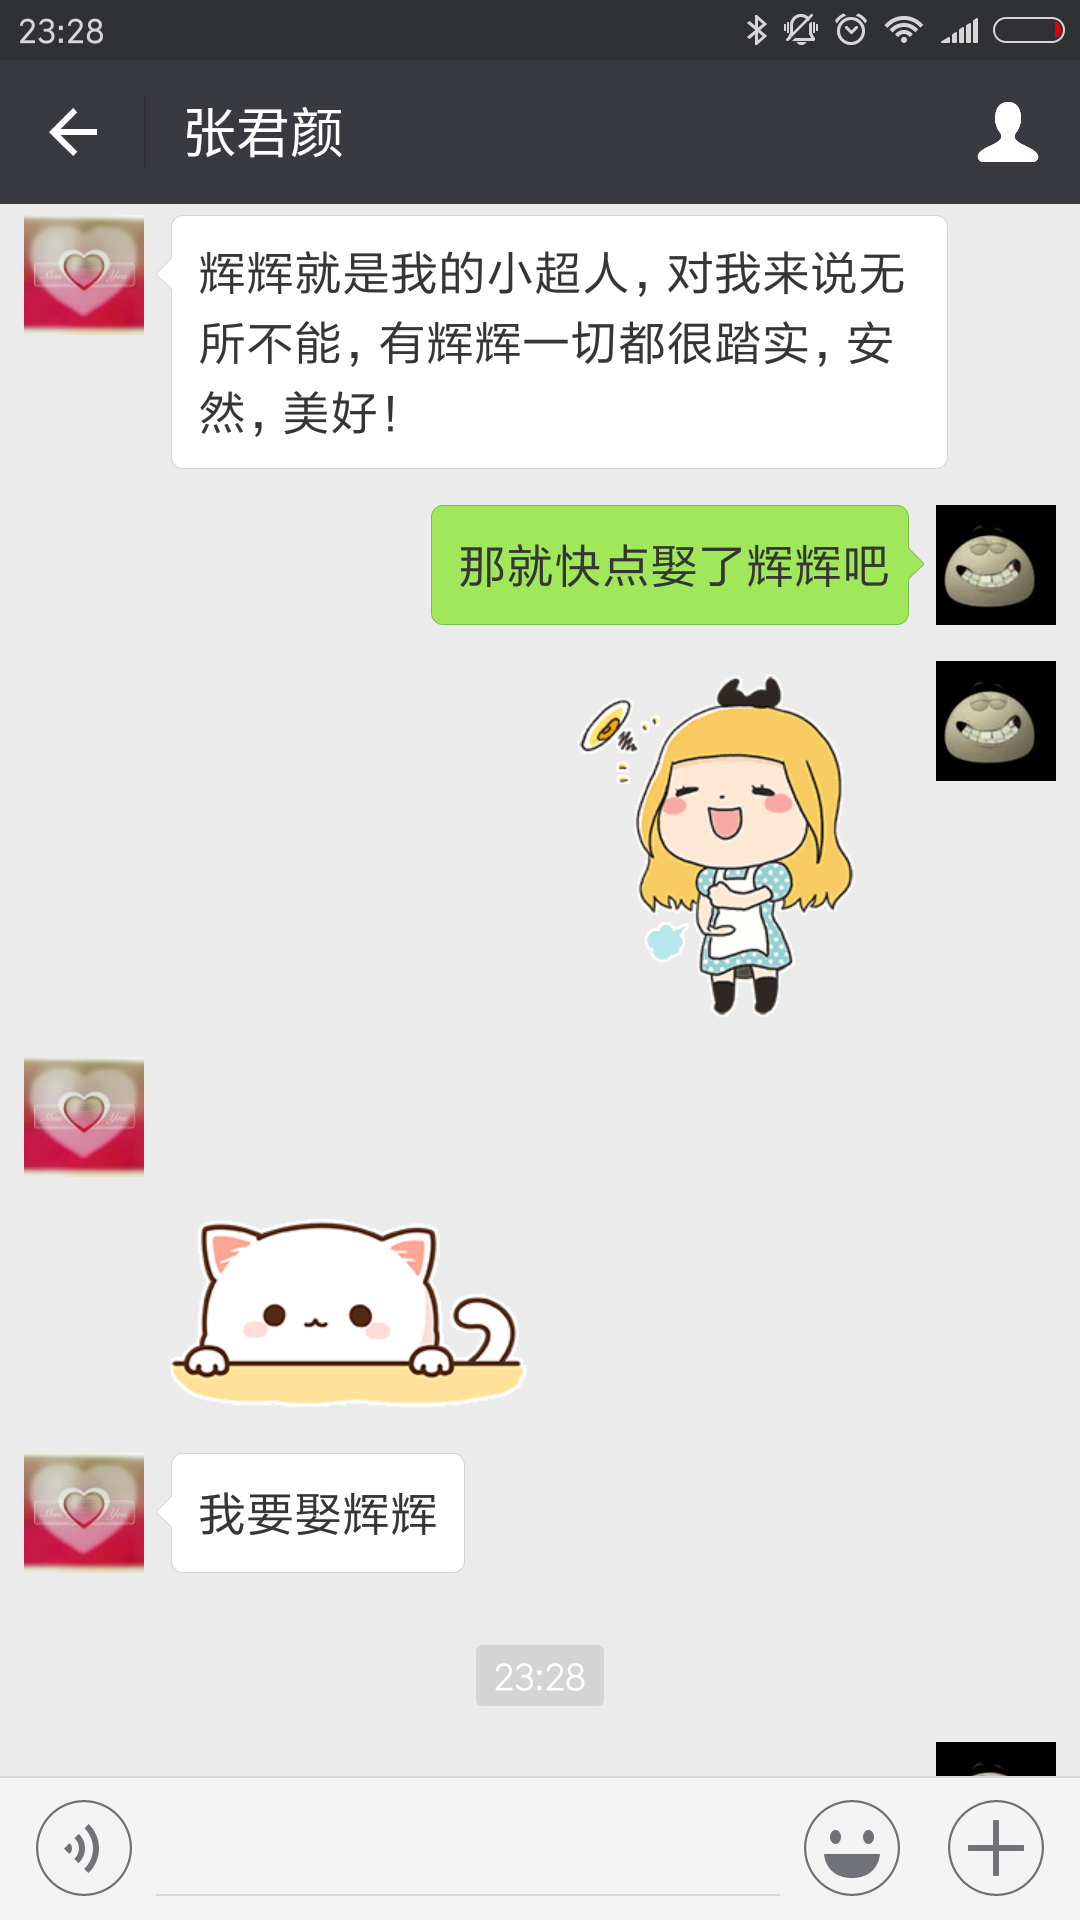 23:28
张君颜
辉辉就是我的小超人，对我来说无
所不能，有辉辉一切都很踏实，安
然，美好！
那就快点娶了辉辉吧
我要娶辉辉
23:28